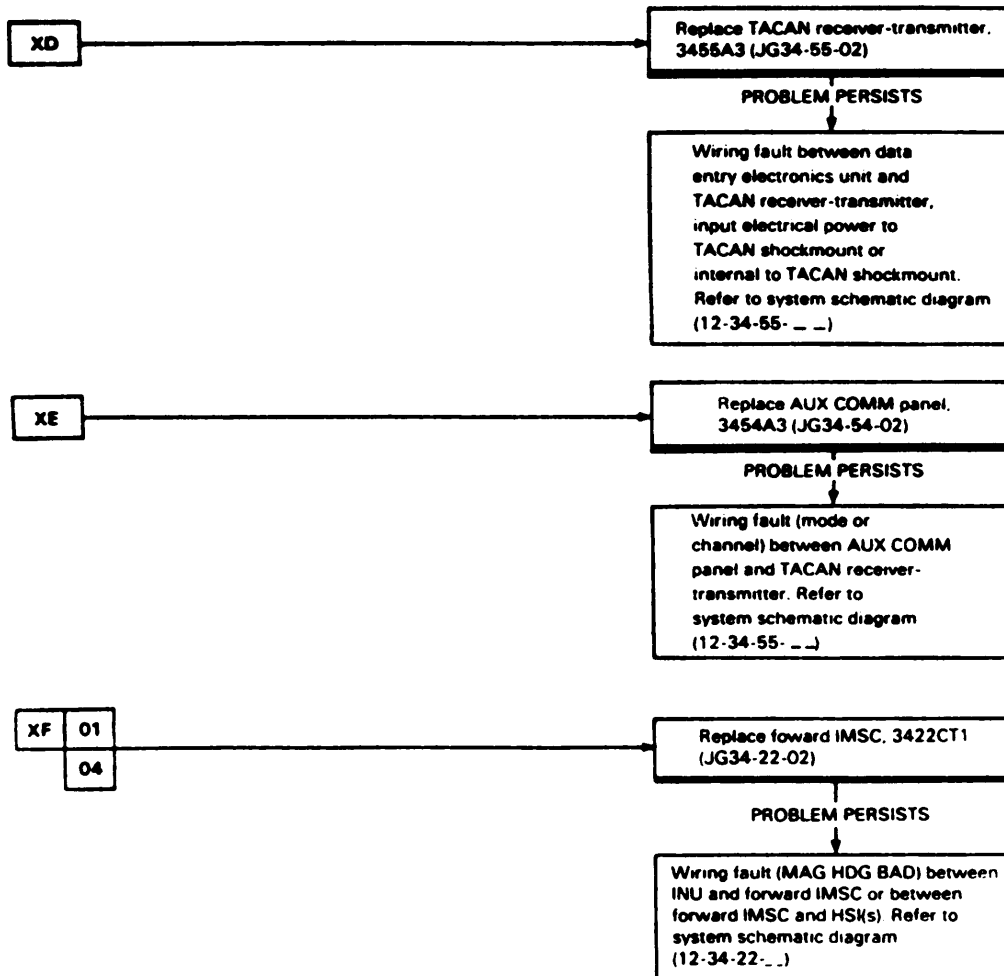 XD
Replace TACAN receiver-transmitter,
3455A3 (JG34-55-02)
PROBLEM PERSISTS
Wiring fault between data
entry electronics unit and
TACAN receiver-transmitter,
input electrical power to
TACAN shockmount or
internal to TACAN shockmount.
Refer to system schematic diagram
(12-34-55- _ _)
XE
Replace AUX COMM panel,
3454A3 (JG34-54-02)
PROBLEM PERSISTS
Wiring fault (mode or
channel) between AUX COMM
panel and TACAN receiver-
transmitter. Refer to
system schematic diagram
(12-34-55- _ _)
XF 01
04
Replace foward IMSC, 3422CT1
(JG34-22-02)
PROBLEM PERSISTS
Wiring fault (MAG HDG BAD) between
INU and forward IMSC or between
forward IMSC and HSI(s). Refer to
system schematic diagram
(12-34-22-_ _)